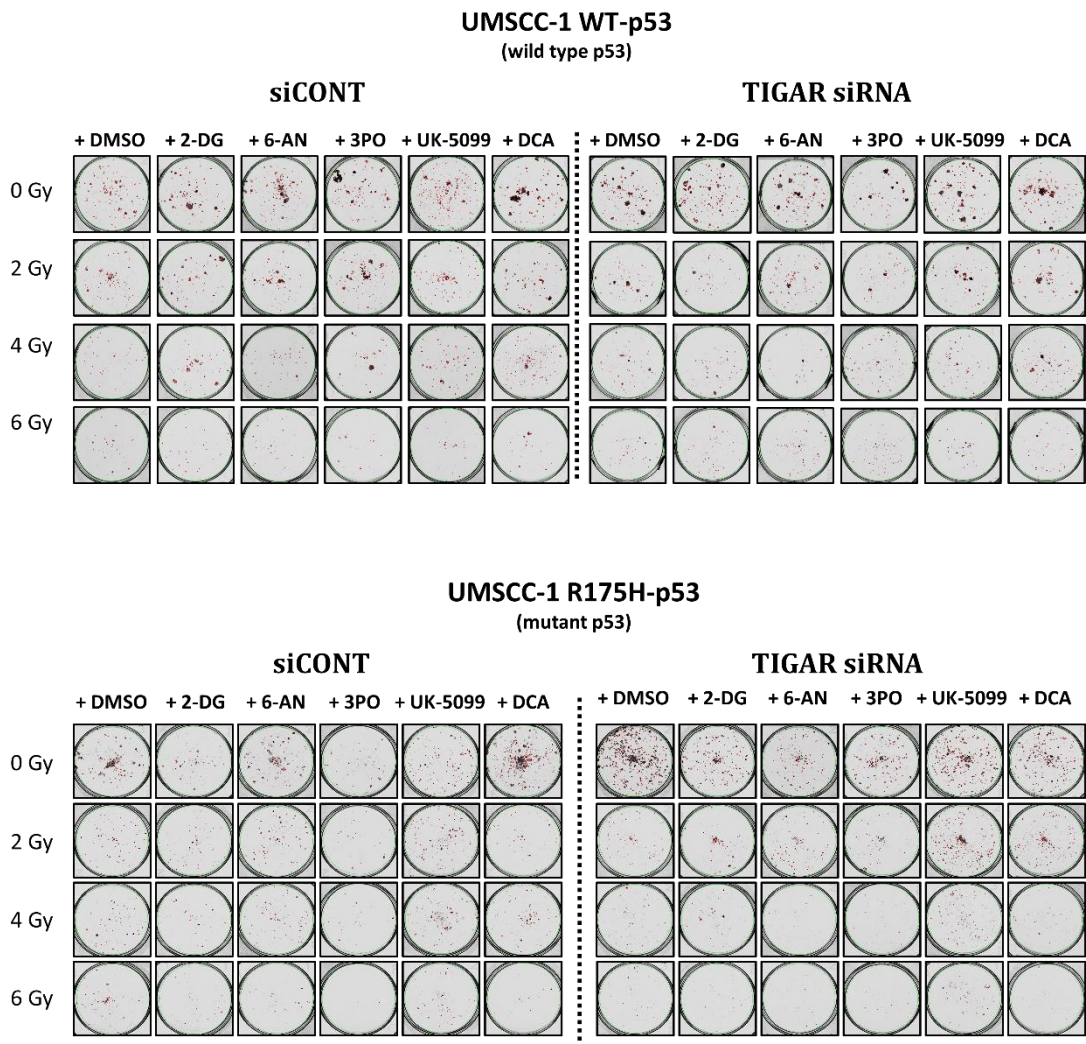 UMSCC-1 WT-p53
(wild type p53)
siCONT TIGAR siRNA
+ DMSO + 2-DG + 6-AN + 3PO + UK-5099 + DCA + DMSO + 2-DG + 6-AN + 3PO + UK-5099 + DCA
0 Gy
2 Gy
4 Gy
6 Gy
UMSCC-1 R175H-p53
(mutant p53)
siCONT TIGAR siRNA
+ DMSO + 2-DG + 6-AN + 3PO + UK-5099 + DCA + DMSO + 2-DG + 6-AN + 3PO + UK-5099 + DCA
0 Gy
2 Gy
4 Gy
6 Gy